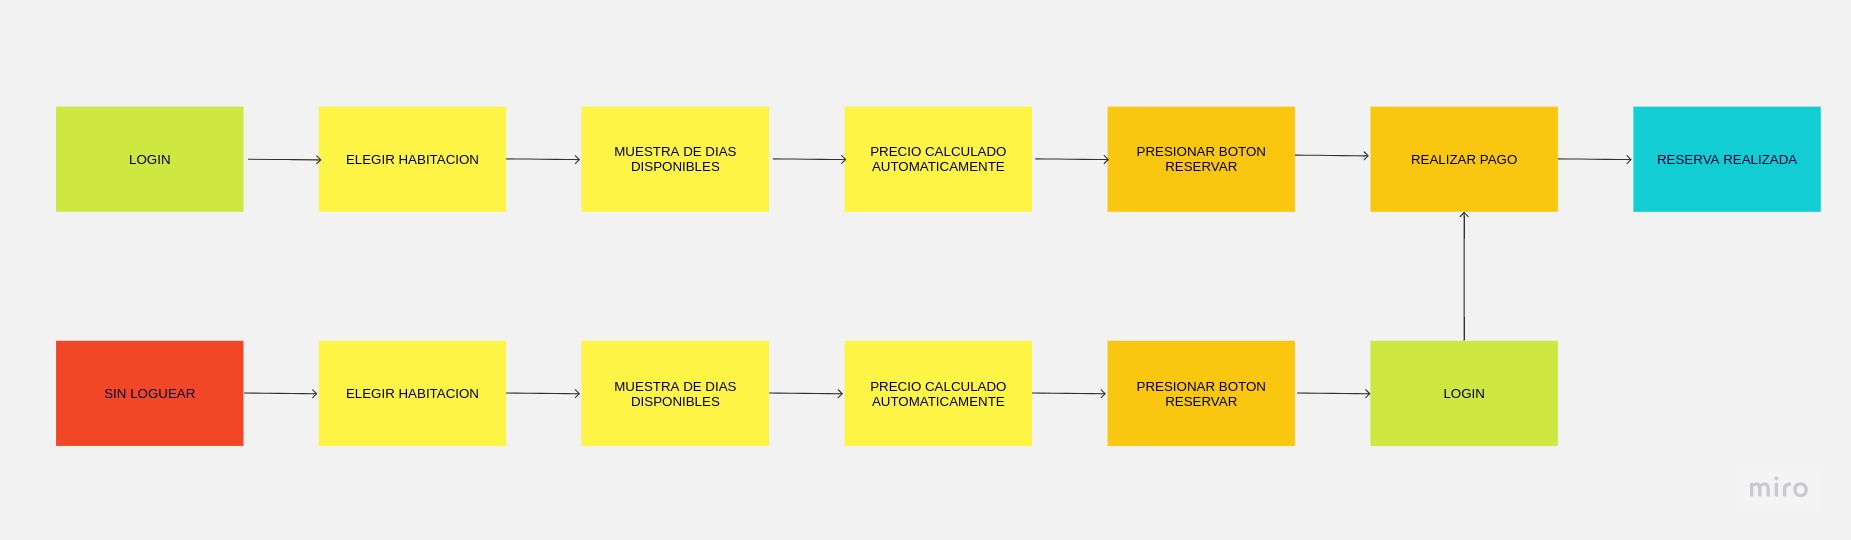 LOGIN
ELEGIR HABITACION
MUESTRA DE DIAS
DISPONIBLES
PRECIO CALCULADO
AUTOMATICAMENTE
PRESIONAR BOTON
RESERVAR
REALIZAR PAGO
RESERVA REALIZADA
SIN LOGUEAR
ELEGIR HABITACION
MUESTRA DE DIAS
DISPONIBLES
PRECIO CALCULADO
AUTOMATICAMENTE
PRESIONAR BOTON
RESERVAR
LOGIN
miro